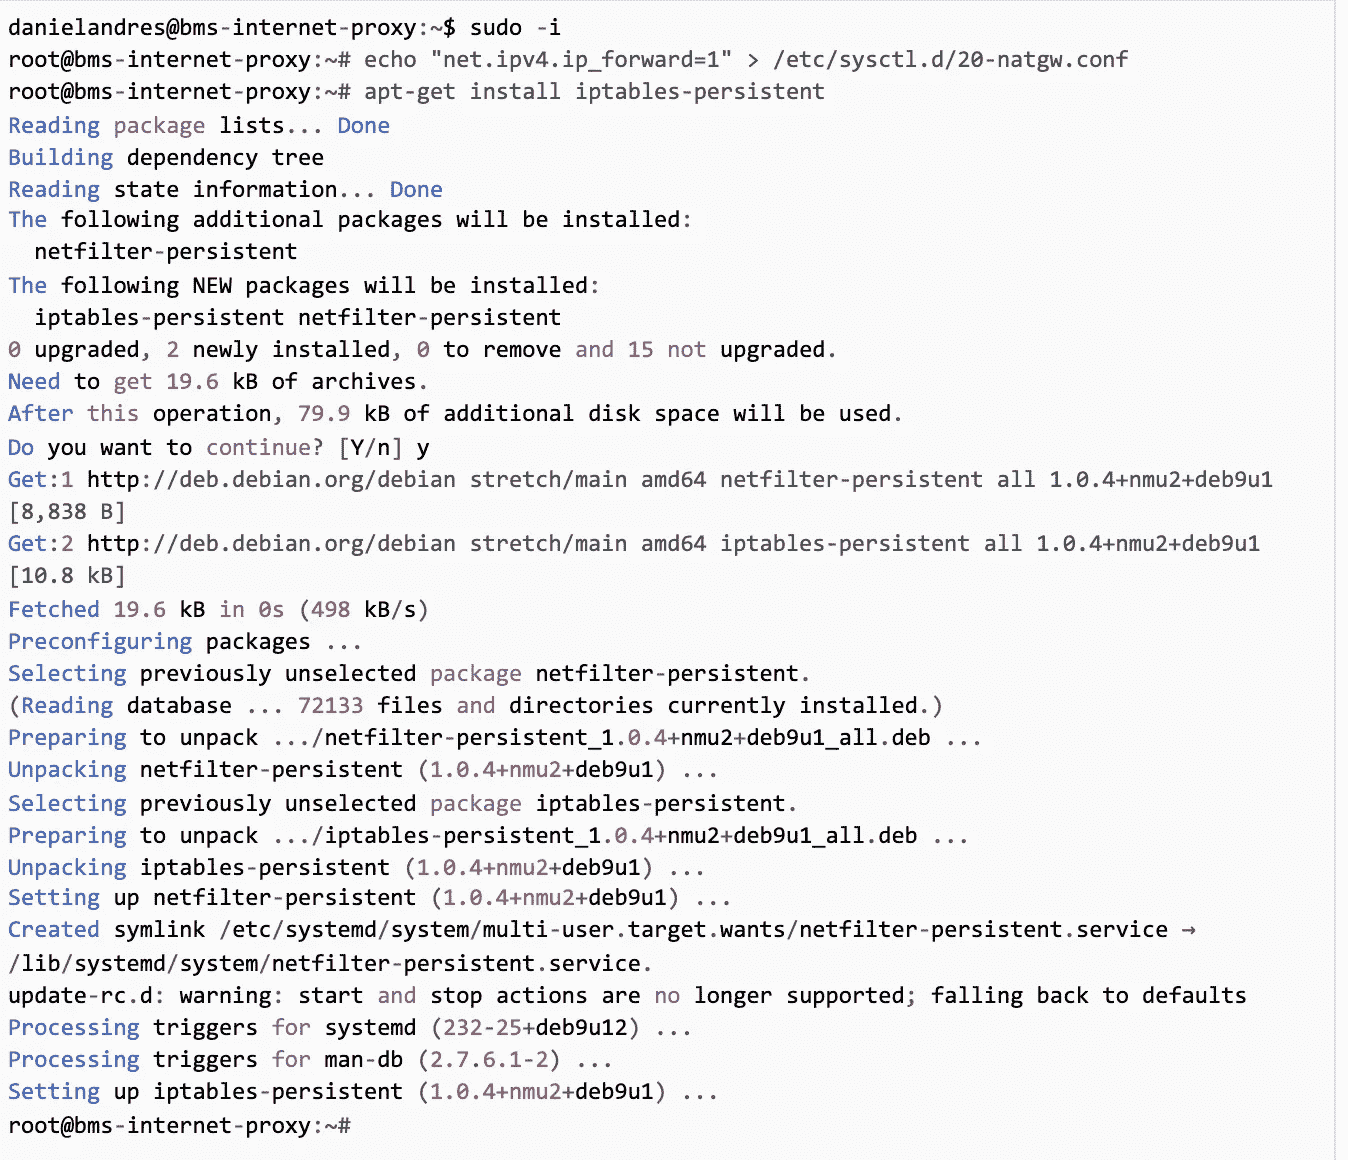 danielandres@bms-internet-proxy:~$ sudo -i
root@bms-internet-proxy:~# echo "net.ipv4.ip_forward=1" > /etc/sysctl.d/20-natgw.conf
root@bms-internet-proxy:~# apt-get install iptables-persistent
Reading package lists... Done
Building dependency tree
Reading state information... Done
The following additional packages will be installed:
  netfilter-persistent
The following NEW packages will be installed:
  iptables-persistent netfilter-persistent
0 upgraded, 2 newly installed, 0 to remove and 15 not upgraded.
Need to get 19.6 kB of archives.
After this operation, 79.9 kB of additional disk space will be used.
Do you want to continue? [Y/n] y
Get:1 http://deb.debian.org/debian stretch/main amd64 netfilter-persistent all 1.0.4+nmu2+deb9u1
[8,838 B]
Get:2 http://deb.debian.org/debian stretch/main amd64 iptables-persistent all 1.0.4+nmu2+deb9u1
[10.8 kB]
Fetched 19.6 kB in 0s (498 kB/s)
Preconfiguring packages ...
Selecting previously unselected package netfilter-persistent.
(Reading database ... 72133 files and directories currently installed.)
Preparing to unpack .../netfilter-persistent_1.0.4+nmu2+deb9u1_all.deb ...
Unpacking netfilter-persistent (1.0.4+nmu2+deb9u1) ...
Selecting previously unselected package iptables-persistent.
Preparing to unpack .../iptables-persistent_1.0.4+nmu2+deb9u1_all.deb ...
Unpacking iptables-persistent (1.0.4+nmu2+deb9u1) ...
Setting up netfilter-persistent (1.0.4+nmu2+deb9u1) ...
Created symlink /etc/systemd/system/multi-user.target.wants/netfilter-persistent.service →
/lib/systemd/system/netfilter-persistent.service.
update-rc.d: warning: start and stop actions are no longer supported; falling back to defaults
Processing triggers for systemd (232-25+deb9u12) ...
Processing triggers for man-db (2.7.6.1-2) ...
Setting up iptables-persistent (1.0.4+nmu2+deb9u1) ...
root@bms-internet-proxy:~#